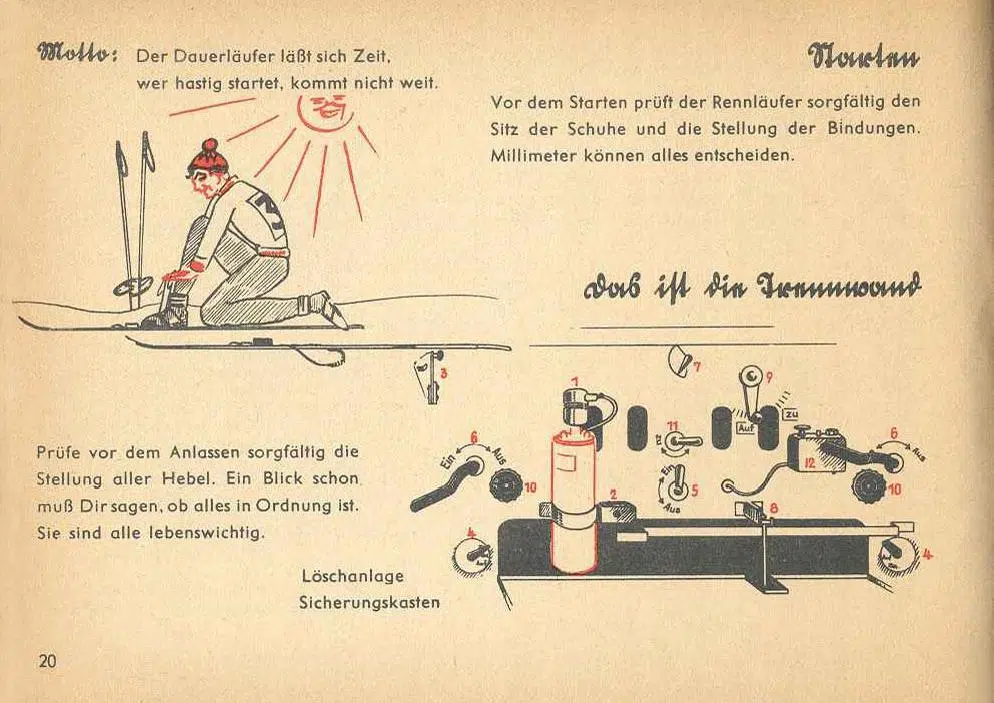 Motto: Der Dauerläufer läßt sich Zeit,
wer hastig startet, kommt nicht weit.
Starten
Vor dem Starten prüft der Rennläufer sorgfältig den
Sitz der Schuhe und die Stellung der Bindungen.
Millimeter können alles entscheiden.
Das ist die Trennwand
Prüfe vor dem Anlassen sorgfältig die
Stellung aller Hebel. Ein Blick schon
muß Dir sagen, ob alles in Ordnung ist.
Sie sind alle lebenswichtig.
Löschanlage
Sicherungskasten
3
7
1
9
Auf
zu
6
Ein
Aus
11
6
Aus
12
10
Ein
5
Aus
2
10
8
4
4
20